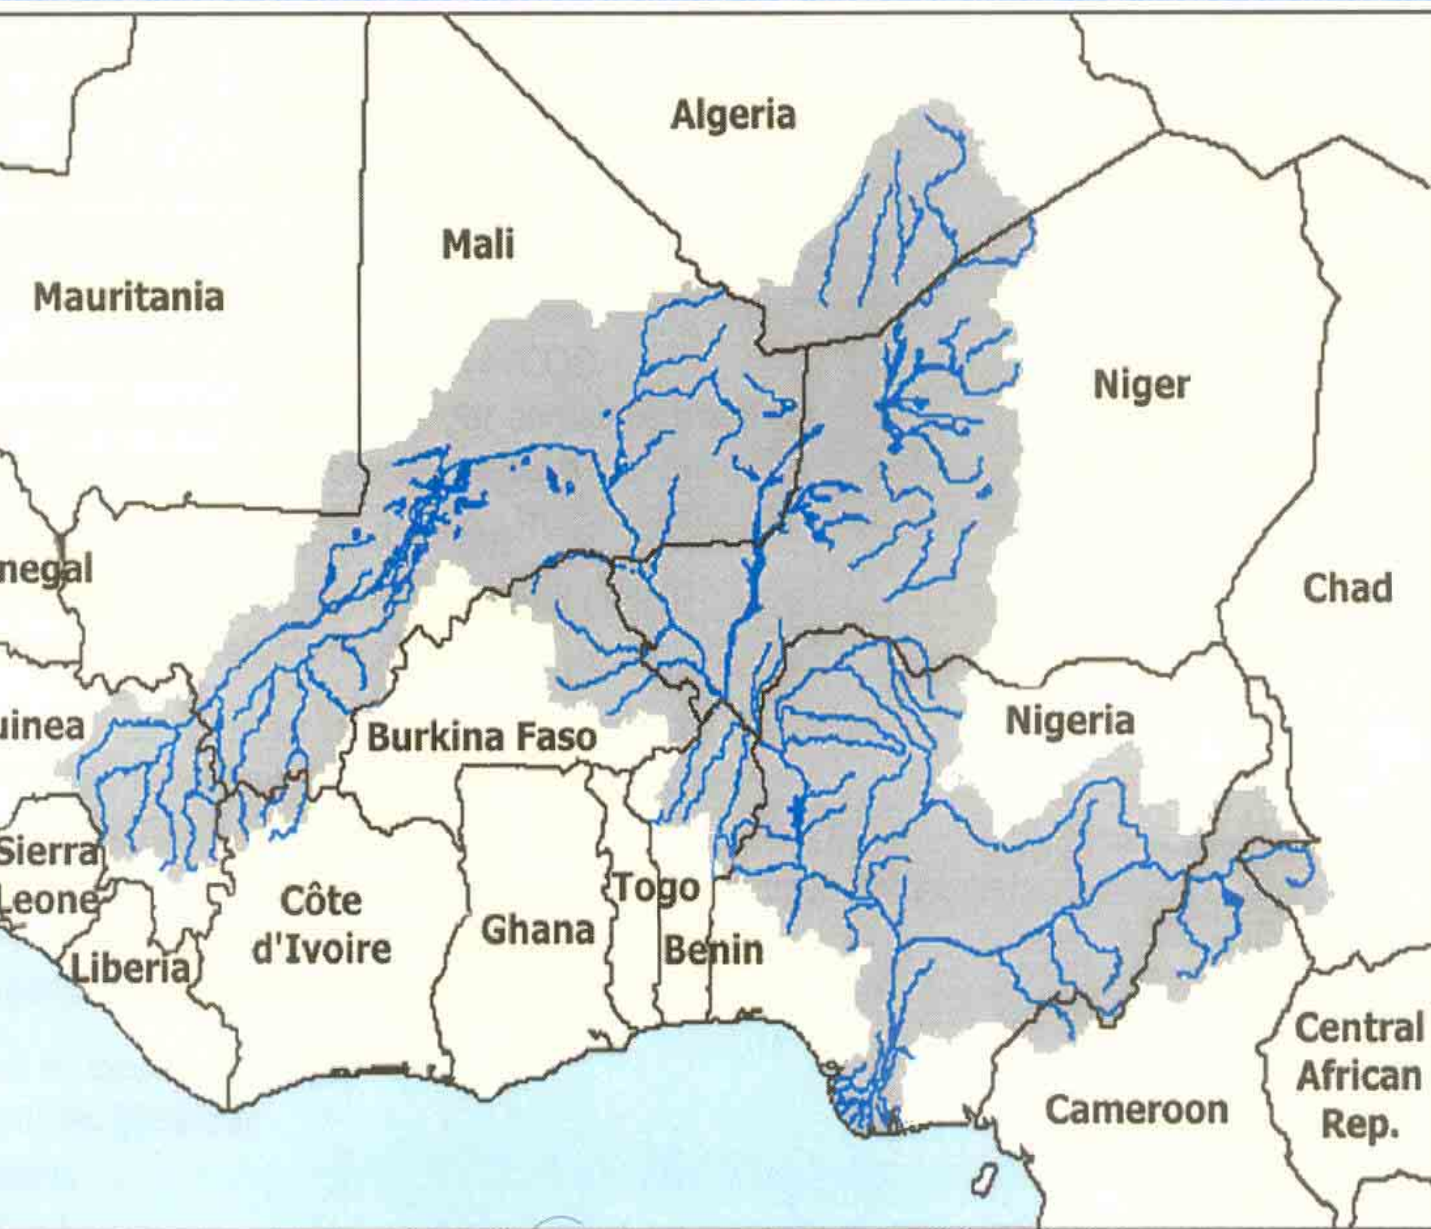 Algeria
Mali
Mauritania
Niger
negal
Chad
uinea
Burkina Faso
Nigeria
Sierra
Leone
Togo
Côte
d'Ivoire
Ghana
Benin
Liberia
Central
African
Rep.
Cameroon